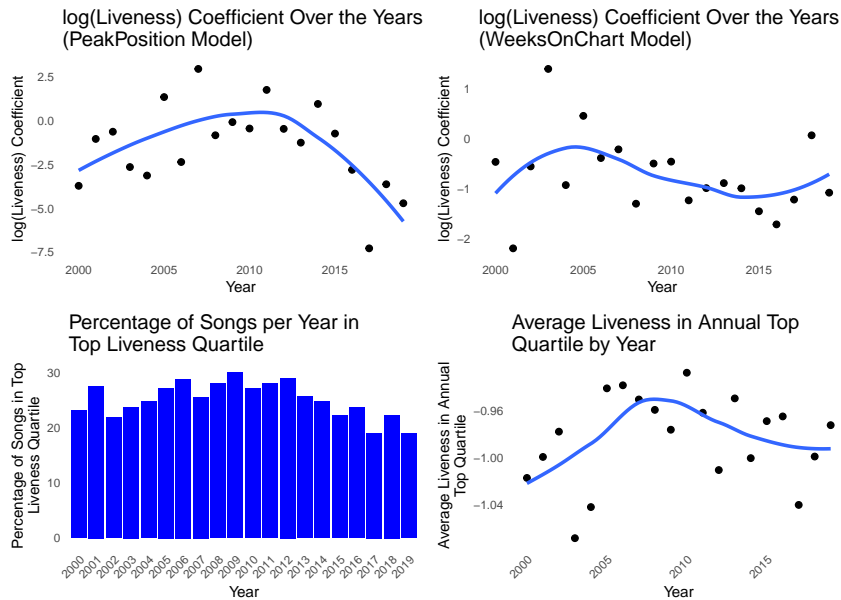 log(Liveness) Coefficient Over the Years
(PeakPosition Model)
log(Liveness) Coefficient
2.5
0.0
−2.5
−5.0
−7.5
2000
2005
2010
2015
Year
log(Liveness) Coefficient Over the Years
(WeeksOnChart Model)
log(Liveness) Coefficient
1
0
−1
−2
2000
2005
2010
2015
Year
Percentage of Songs per Year in
Top Liveness Quartile
Percentage of Songs in Top
Liveness Quartile
30
20
10
0
2000
2001
2002
2003
2004
2005
2006
2007
2008
2009
2010
2011
2012
2013
2014
2015
2016
2017
2018
2019
Year
Average Liveness in Annual Top
Quartile by Year
Average Liveness in Annual
Top Quartile
−0.96
−1.00
−1.04
2000
2005
2010
2015
Year